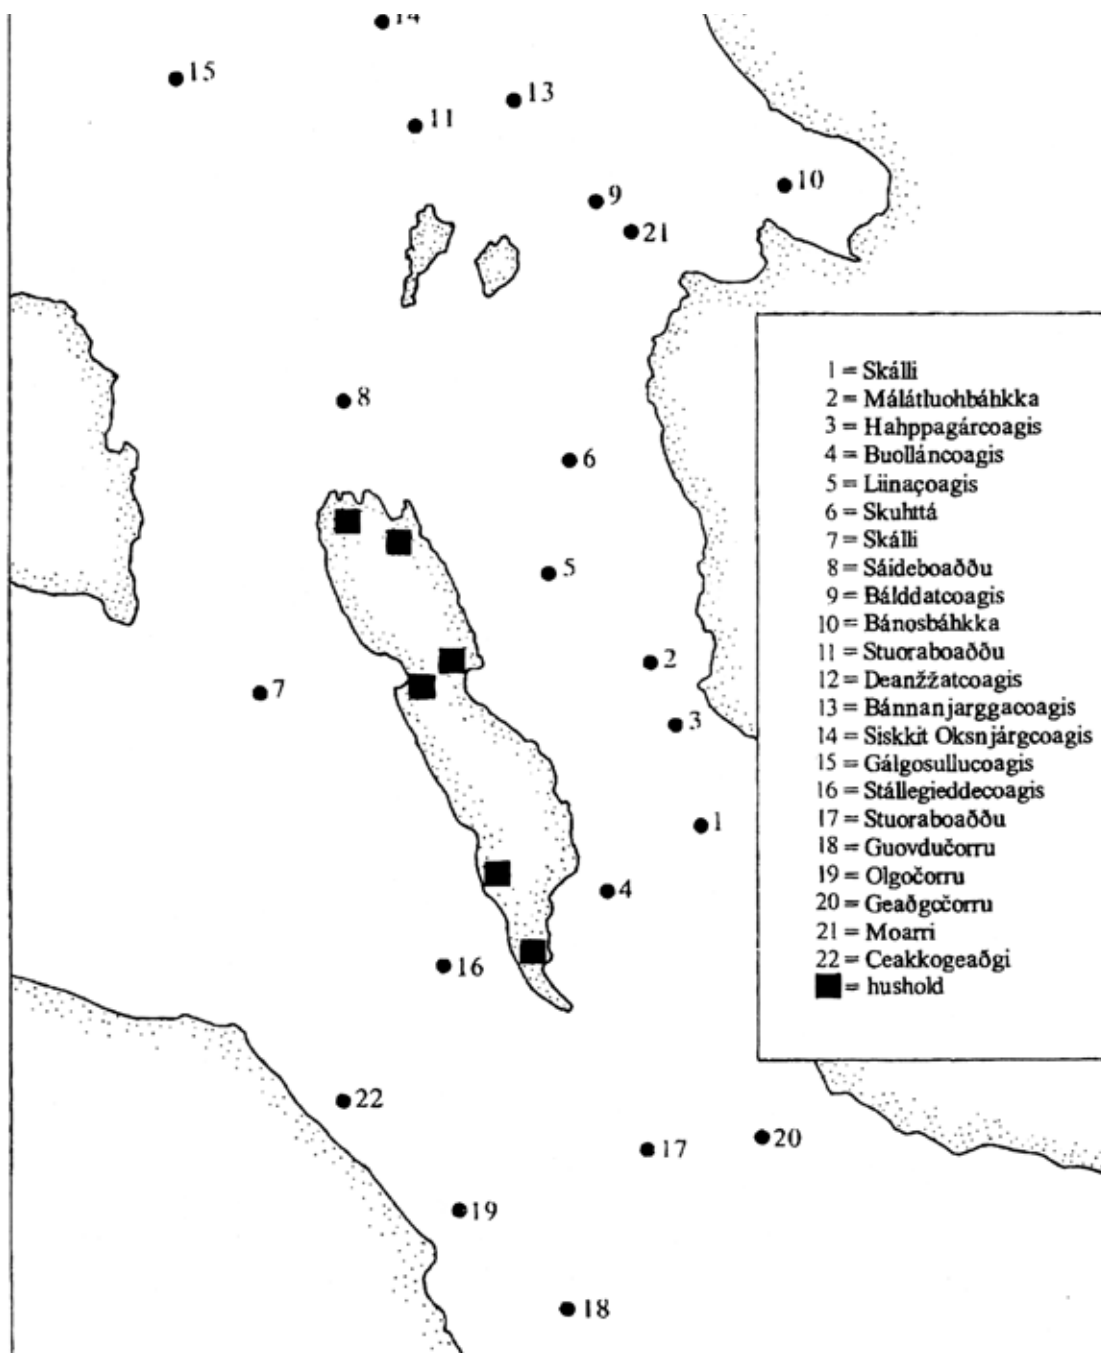 14
15
13
11
10
9
21
8
6
5
2
7
3
1
4
16
22
17
20
19
18
1 = Skálli
2 = Málátluohbáhkka
3 = Hahppagárcoagis
4 = Buolláncoagis
5 = Liinaçoagis
6 = Skuhttá
7 = Skálli
8 = Sáideboaððu
9 = Bálddatcoagis
10 = Bánosbáhkka
11 = Stuoraboaððu
12 = Deanžžatcoagis
13 = Bánnanjarggacoagis
14 = Siskkit Oksnjárgcoagis
15 = Gálgosullucoagis
16 = Stállegieddecoagis
17 = Stuoraboaððu
18 = Guovdučorru
19 = Olgočorru
20 = Geaðgečorru
21 = Moarri
22 = Ceakkogeaðgi
= hushold